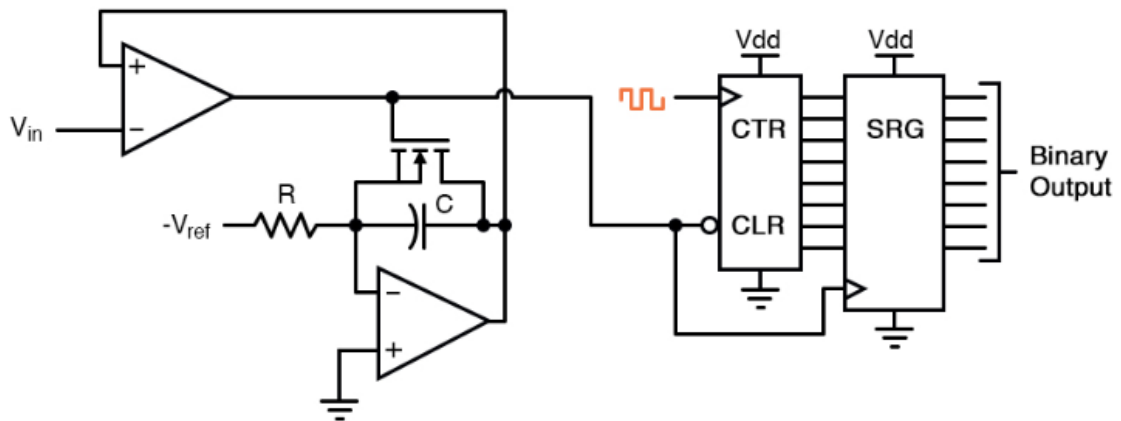 +
−
Vin
R
C
-Vref
−
+
Vdd
Vdd
CTR
SRG
CLR
Binary
Output